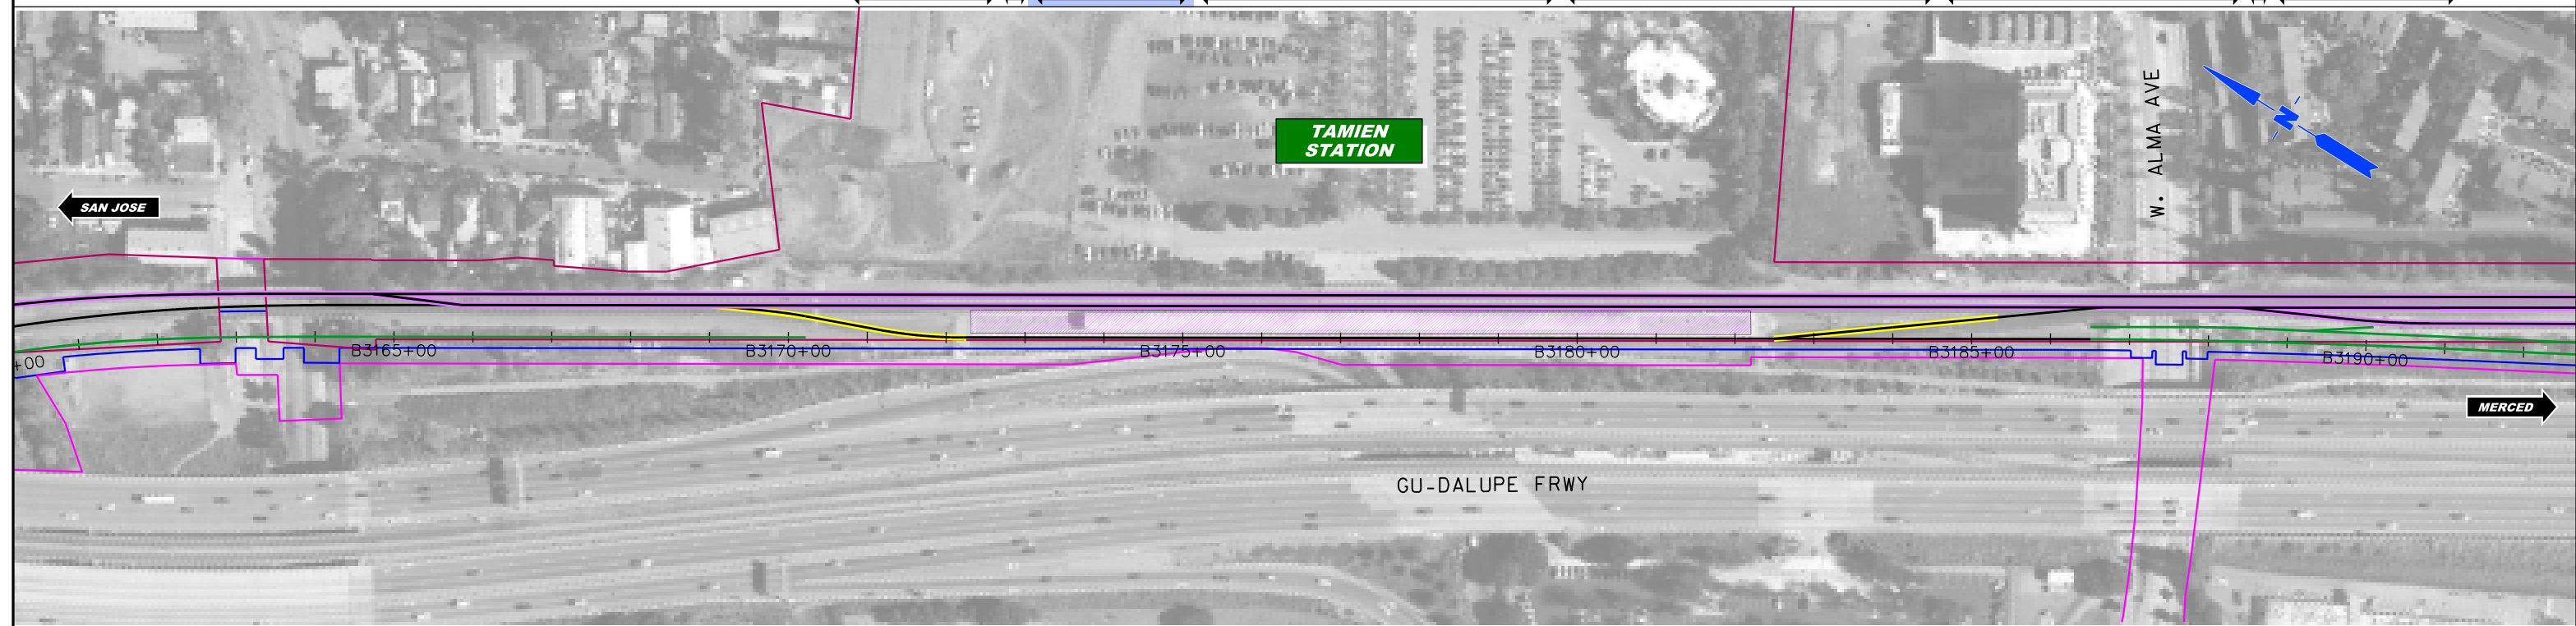 TAMIEN
STATION
W. ALMA AVE
N
SAN JOSE
+00
B3165+00
B3170+00
B3175+00
B3180+00
B3185+00
B3190+00
MERCED
GU-DALUPE FRWY